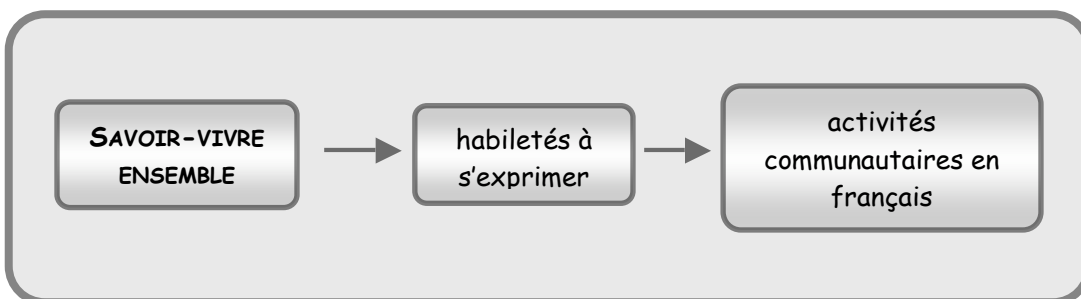 SAVOIR-VIVRE
ENSEMBLE
habiletés à
s'exprimer
activités
communautaires en
français